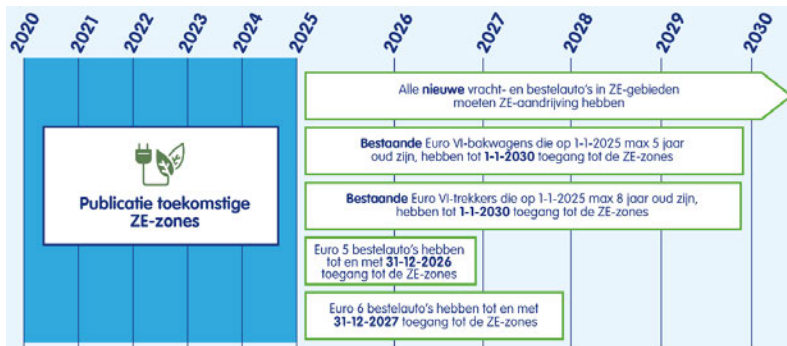 2020 2021 2022 2023 2024 2025 2026 2027 2028 2029 2030
Alle nieuwe vracht- en bestelauto's in ZE-gebieden
moeten ZE-aandrijving hebben
Bestaande Euro VI-bakwagens die op 1-1-2025 max 5 jaar
oud zijn, hebben tot 1-1-2030 toegang tot de ZE-zones
Publicatie toekomstige
ZE-zones
Bestaande Euro VI-trekkers die op 1-1-2025 max 8 jaar oud zijn,
hebben tot 1-1-2030 toegang tot de ZE-zones
Euro 5 bestelauto's hebben
tot en met 31-12-2026
toegang tot de ZE-zones
Euro 6 bestelauto's hebben tot en met
31-12-2027 toegang tot de ZE-zones